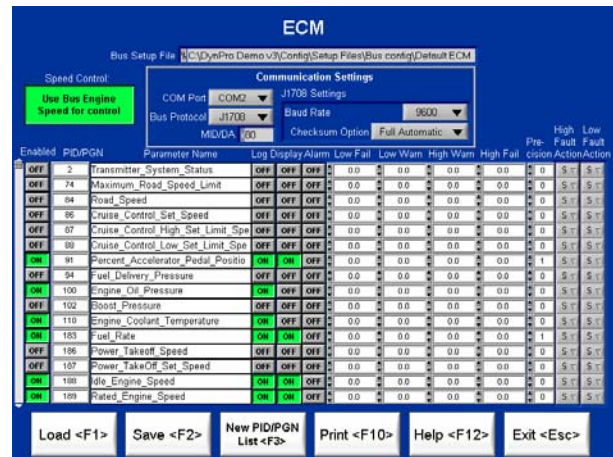 ECM
Bus Setup File C:\DynPro Demo v3\Config\Setup Files\Bus config\Default ECM
Speed Control:
Use Bus Engine
Speed for control
Communication Settings
COM Port COM2
J1708 Settings
Bus Protocol J1708
Baud Rate 9600
MID/DA 80
Checksum Option Full Automatic
Enabled PID/PGN Parameter Name Log Display Alarm Low Fail Low Warn High Warn High Fail Pre-cision High Fault Action Low Fault Action
OFF 2 Transmitter_System_Status OFF OFF OFF 0.0 0.0 0.0 0.0 0
OFF 74 Maximum_Road_Speed_Limit OFF OFF OFF 0.0 0.0 0.0 0.0 0
OFF 84 Road_Speed OFF OFF OFF 0.0 0.0 0.0 0.0 0
OFF 86 Cruise_Control_Set_Speed OFF OFF OFF 0.0 0.0 0.0 0.0 0
OFF 87 Cruise_Control_High_Set_Limit_Spe OFF OFF OFF 0.0 0.0 0.0 0.0 0
OFF 88 Cruise_Control_Low_Set_Limit_Spe OFF OFF OFF 0.0 0.0 0.0 0.0 0
ON 91 Percent_Accelerator_Pedal_Positio ON ON OFF 0.0 0.0 0.0 0.0 1
OFF 94 Fuel_Delivery_Pressure OFF OFF OFF 0.0 0.0 0.0 0.0 0
ON 100 Engine_Oil_Pressure ON OFF OFF 0.0 0.0 0.0 0.0 0
OFF 102 Boost_Pressure OFF OFF OFF 0.0 0.0 0.0 0.0 0
ON 110 Engine_Coolant_Temperature ON OFF OFF 0.0 0.0 0.0 0.0 0
ON 183 Fuel_Rate ON ON OFF 0.0 0.0 0.0 0.0 1
OFF 186 Power_Takeoff_Speed OFF OFF OFF 0.0 0.0 0.0 0.0 0
OFF 187 Power_TakeOff_Set_Speed OFF OFF OFF 0.0 0.0 0.0 0.0 0
ON 188 Idle_Engine_Speed ON OFF OFF 0.0 0.0 0.0 0.0 0
ON 189 Rated_Engine_Speed ON OFF OFF 0.0 0.0 0.0 0.0 0
Load <F1>
Save <F2>
New PID/PGN
List <F3>
Print <F10>
Help <F12>
Exit <Esc>